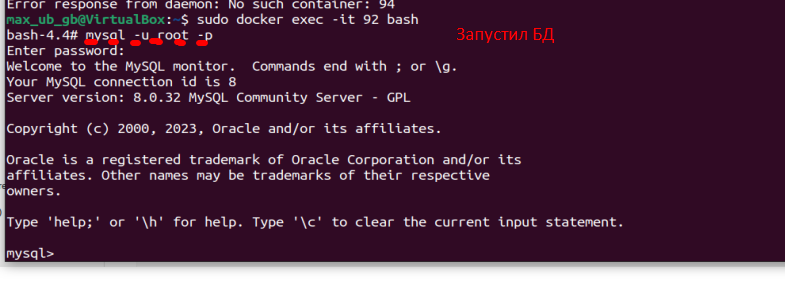 Error response from daemon: No such container: 94
max_ub_gb@VirtualBox:~$ sudo docker exec -it 92 bash
bash-4.4# mysql -u root -p
Запустил БД
Enter password:
Welcome to the MySQL monitor.  Commands end with ; or \g.
Your MySQL connection id is 8
Server version: 8.0.32 MySQL Community Server - GPL
Copyright (c) 2000, 2023, Oracle and/or its affiliates.
Oracle is a registered trademark of Oracle Corporation and/or its
affiliates. Other names may be trademarks of their respective
owners.
Type 'help;' or '\h' for help. Type '\c' to clear the current input statement.
mysql>